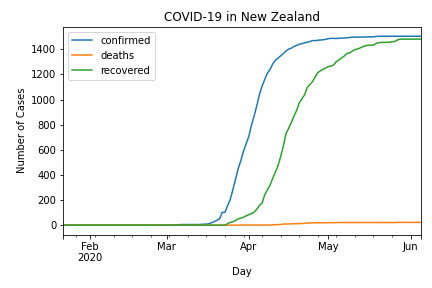 COVID-19 in New Zealand
confirmed
deaths
recovered
Number of Cases
1400
1200
1000
800
600
400
200
0
Feb Mar Apr May Jun
2020
Day